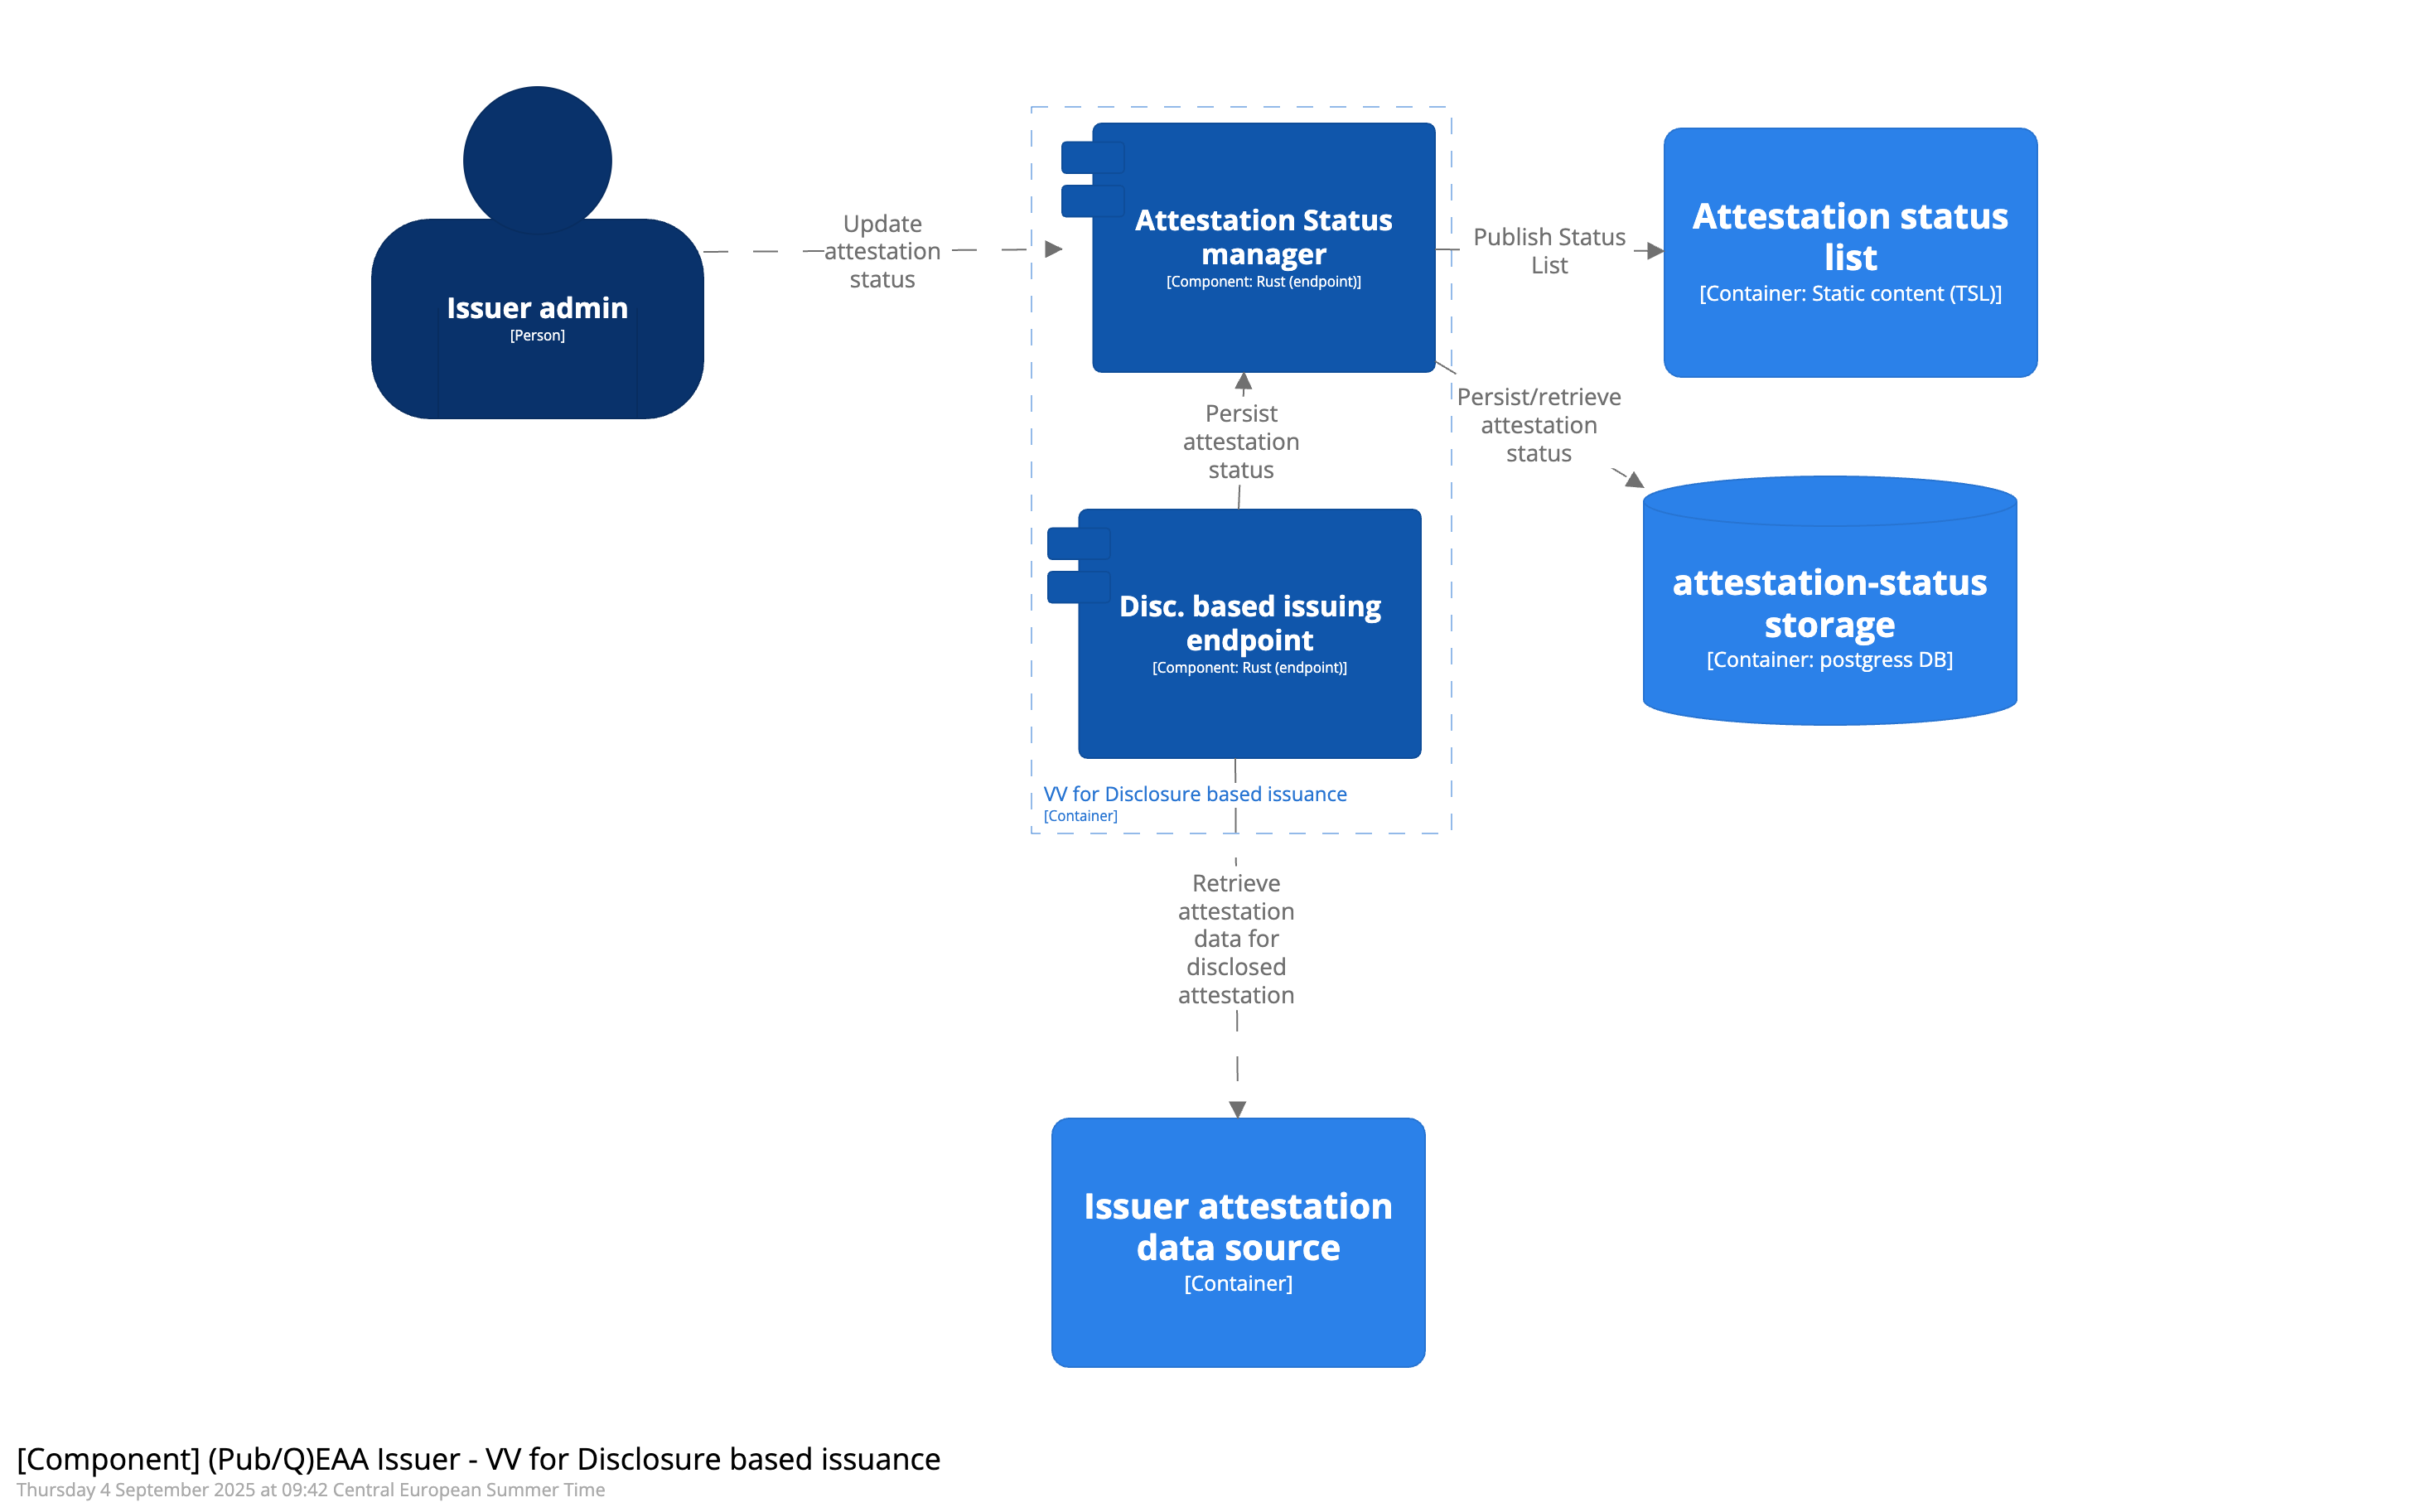 Issuer admin
[Person]
Update
attestation
status
Attestation Status
manager
[Component: Rust (endpoint)]
Publish Status
List
Attestation status
list
[Container: Static content (TSL)]
Persist/retrieve
attestation
status
attestation-status
storage
[Container: postgress DB]
Persist
attestation
status
Disc. based issuing
endpoint
[Component: Rust (endpoint)]
VV for Disclosure based issuance
[Container]
Retrieve
attestation
data for
disclosed
attestation
Issuer attestation
data source
[Container]
[Component] (Pub/Q)EAA Issuer - VV for Disclosure based issuance
Thursday 4 September 2025 at 09:42 Central European Summer Time